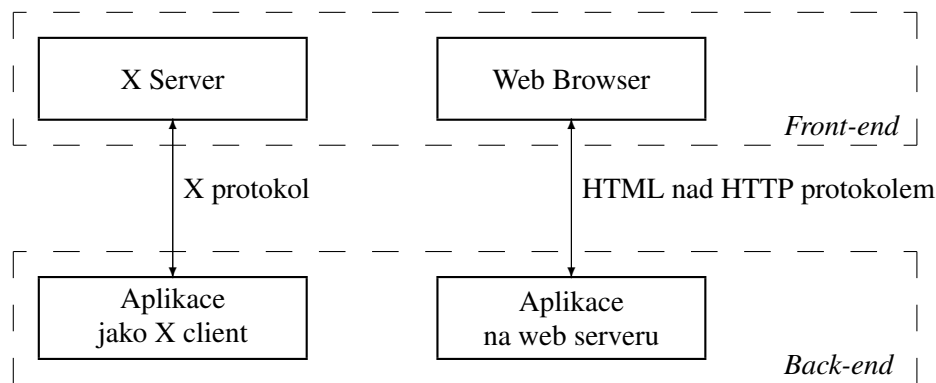 X Server
Web Browser
Front-end
X protokol
HTML nad HTTP protokolem
Aplikace
jako X client
Aplikace
na web serveru
Back-end